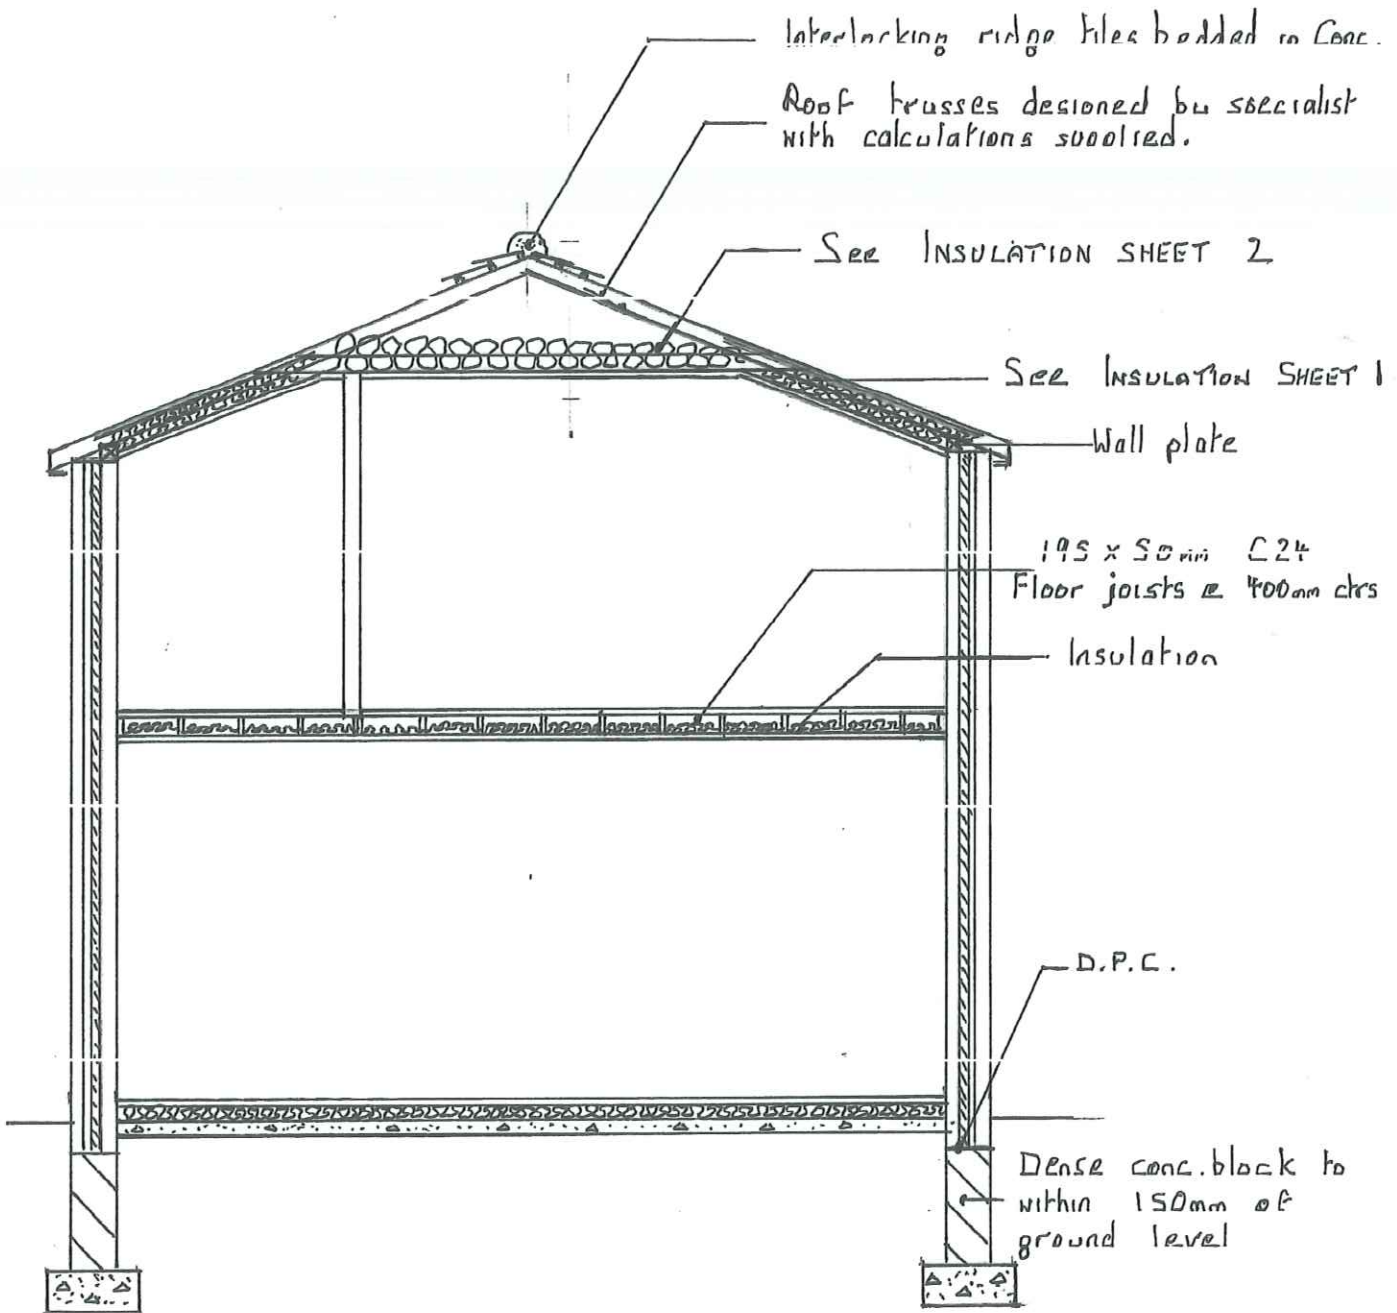 Interlocking ridge tiles bedded in Conc.
Roof trusses designed by specialist
with calculations supplied.
See INSULATION SHEET 2
See INSULATION SHEET 1
Wall plate
195 x 50mm C24
Floor joists @ 400mm ctrs
Insulation
D.P.C.
Dense conc. block to
within 150mm of
ground level